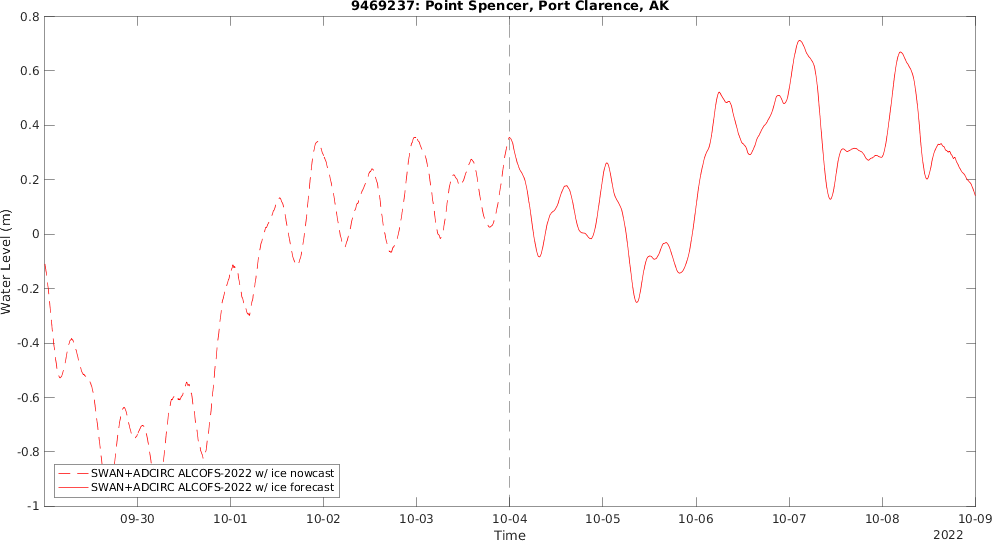 9469237: Point Spencer, Port Clarence, AK
0.8
0.6
0.4
0.2
0
-0.2
-0.4
-0.6
-0.8
-1
Water Level (m)
SWAN+ADCIRC ALCOFS-2022 w/ ice nowcast
SWAN+ADCIRC ALCOFS-2022 w/ ice forecast
09-30 10-01 10-02 10-03 10-04 10-05 10-06 10-07 10-08 10-09
Time
2022